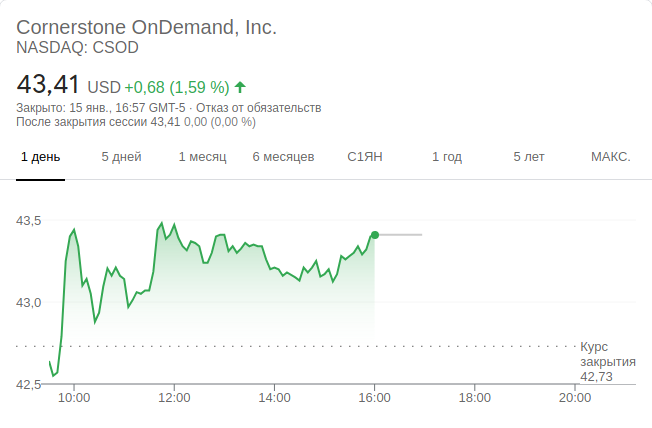 Cornerstone OnDemand, Inc.
NASDAQ: CSOD
43,41 USD +0,68 (1,59 %)
Закрыто: 15 янв., 16:57 GMT-5 · Отказ от обязательств
После закрытия сессии 43,41 0,00 (0,00 %)
1 день 5 дней 1 месяц 6 месяцев С1ЯН 1 год 5 лет МАКС.
43,5
43,0
Курс
закрытия
42,73
42,5
10:00 12:00 14:00 16:00 18:00 20:00